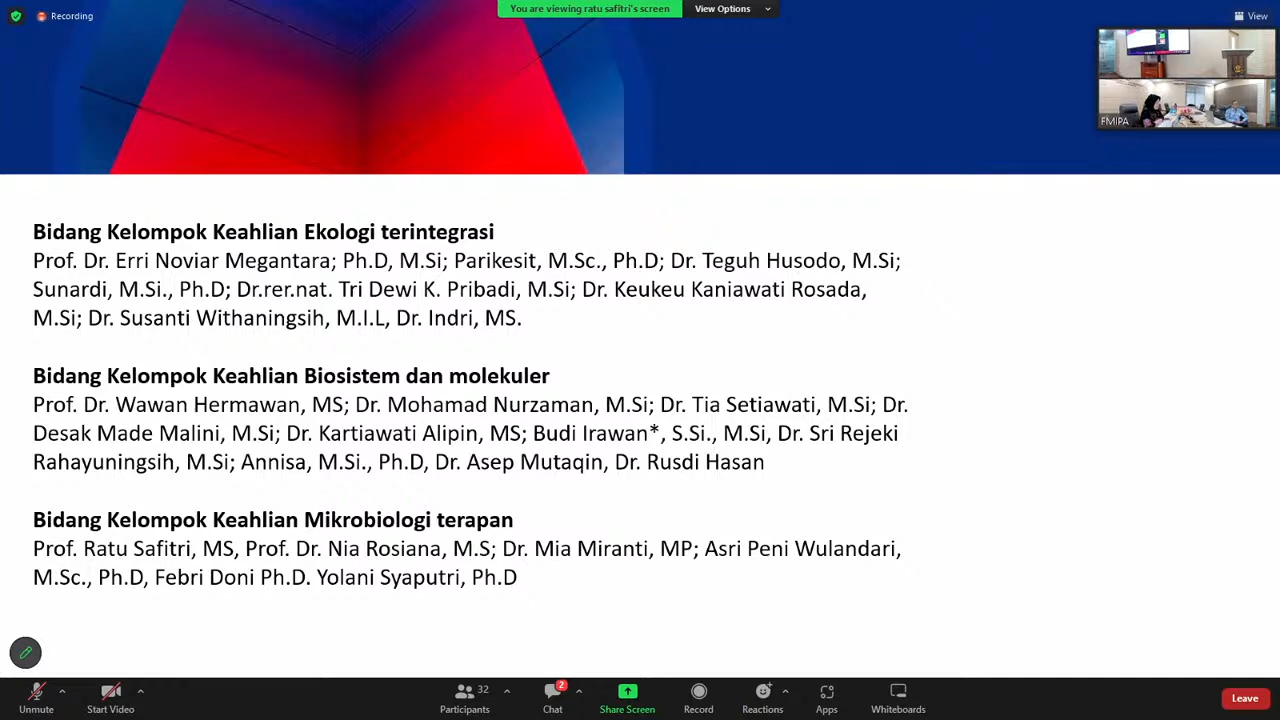 Recording
You are viewing ratu safitri's screen
View Options
View
FMIPA
Bidang Kelompok Keahlian Ekologi terintegrasi
Prof. Dr. Erri Noviar Megantara; Ph.D, M.Si; Parikesit, M.Sc., Ph.D; Dr. Teguh Husodo, M.Si;
Sunardi, M.Si., Ph.D; Dr.rer.nat. Tri Dewi K. Pribadi, M.Si; Dr. Keukeu Kaniawati Rosada,
M.Si; Dr. Susanti Withaningsih, M.I.L, Dr. Indri, MS.
Bidang Kelompok Keahlian Biosistem dan molekuler
Prof. Dr. Wawan Hermawan, MS; Dr. Mohamad Nurzaman, M.Si; Dr. Tia Setiawati, M.Si; Dr.
Desak Made Malini, M.Si; Dr. Kartiawati Alipin, MS; Budi Irawan*, S.Si., M.Si, Dr. Sri Rejeki
Rahayuningsih, M.Si; Annisa, M.Si., Ph.D, Dr. Asep Mutaqin, Dr. Rusdi Hasan
Bidang Kelompok Keahlian Mikrobiologi terapan
Prof. Ratu Safitri, MS, Prof. Dr. Nia Rosiana, M.S; Dr. Mia Miranti, MP; Asri Peni Wulandari,
M.Sc., Ph.D, Febri Doni Ph.D. Yolani Syaputri, Ph.D
Unmute
Start Video
32
Participants
2
Chat
Share Screen
Record
Reactions
Apps
Whiteboards
Leave